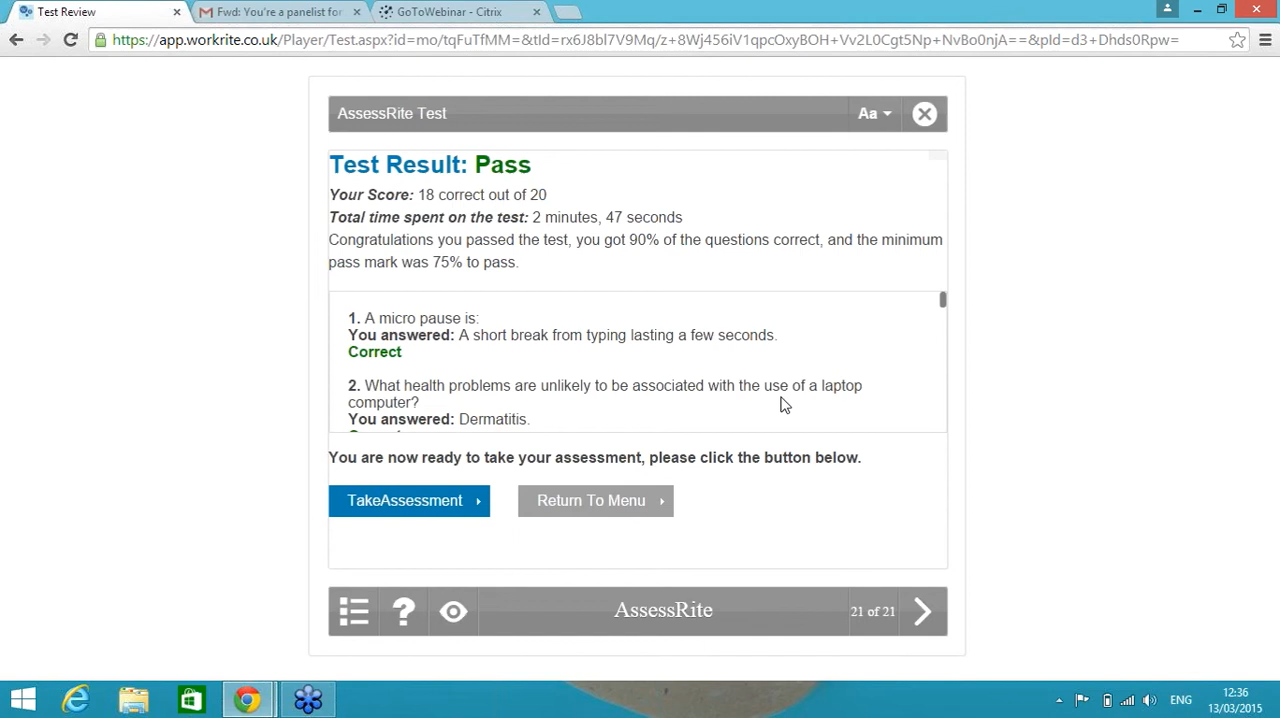 Test Review
Fwd: You're a panelist for
GoToWebinar - Citrix
https://app.workrite.co.uk/Player/Test.aspx?id=mo/tqFuTfMM=&tId=rx6J8bl7V9Mq/z+8Wj456iV1qpcOxyBOH+Vv2L0Cgt5Np+NvBo0njA==&pId=d3+Dhds0Rpw=
AssessRite Test
Aa
Test Result: Pass
Your Score: 18 correct out of 20
Total time spent on the test: 2 minutes, 47 seconds
Congratulations you passed the test, you got 90% of the questions correct, and the minimum
pass mark was 75% to pass.
1. A micro pause is:
You answered: A short break from typing lasting a few seconds.
Correct
2. What health problems are unlikely to be associated with the use of a laptop
computer?
You answered: Dermatitis.
You are now ready to take your assessment, please click the button below.
TakeAssessment
Return To Menu
AssessRite
21 of 21
ENG
12:36
13/03/2015